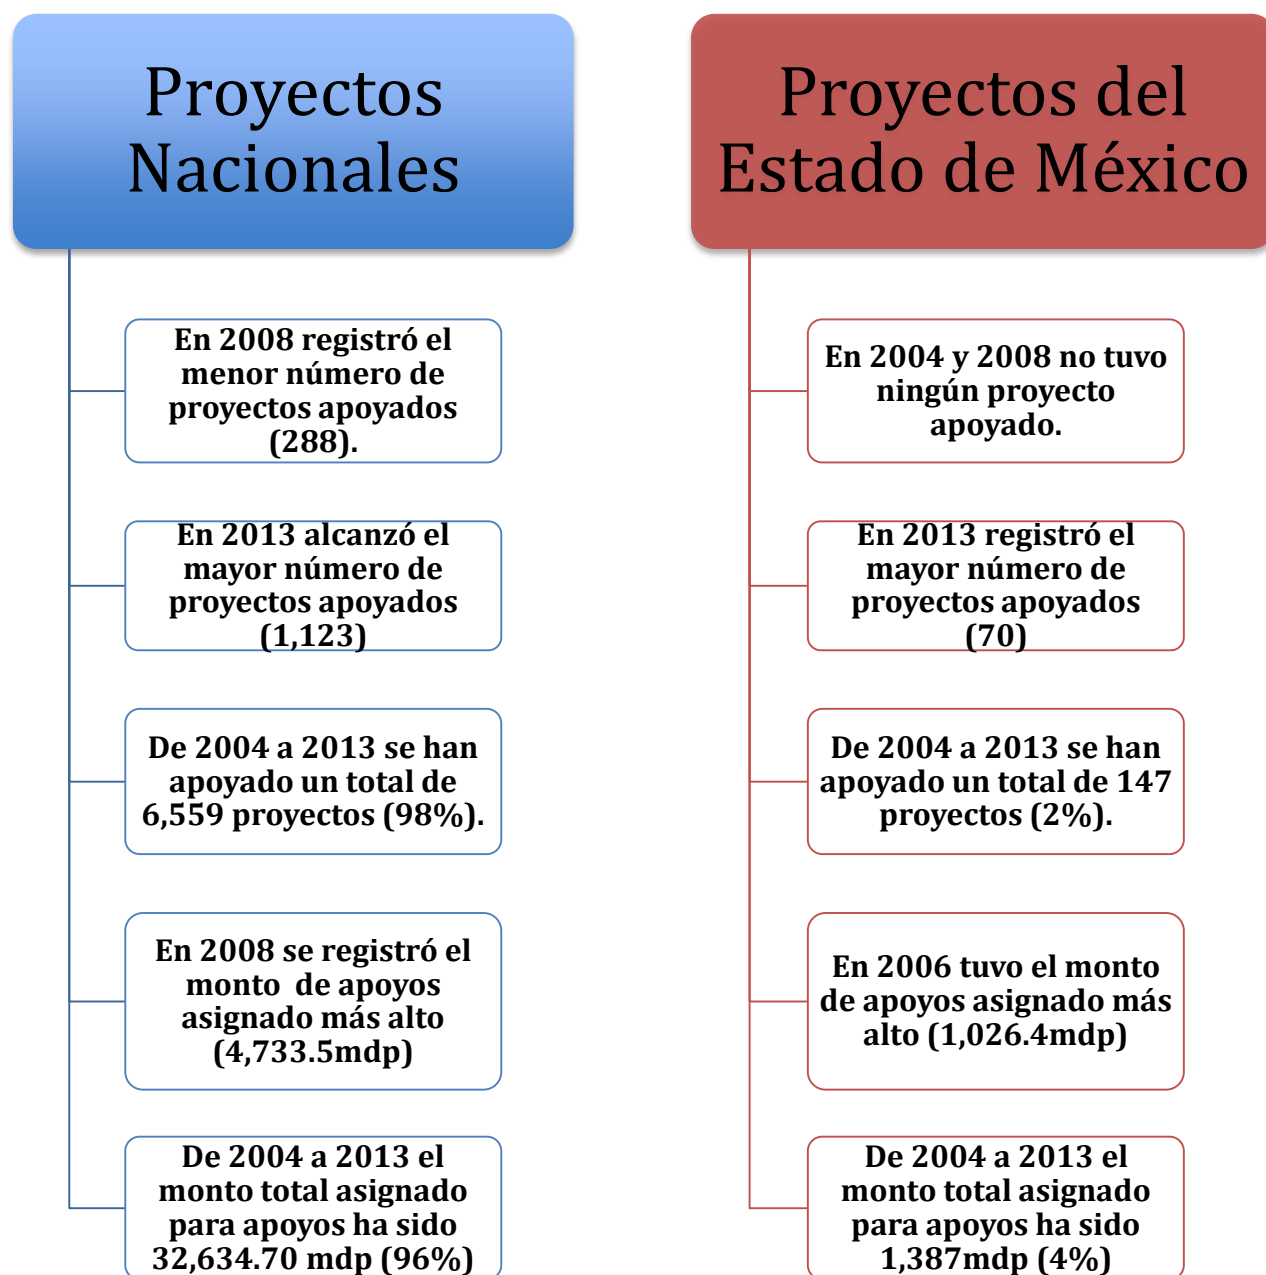 Proyectos
Nacionales
En 2008 registró el
menor número de
proyectos apoyados
(288).
En 2013 alcanzó el
mayor número de
proyectos apoyados
(1,123)
De 2004 a 2013 se han
apoyado un total de
6,559 proyectos (98%).
En 2008 se registró el
monto  de apoyos
asignado más alto
(4,733.5mdp)
De 2004 a 2013 el
monto total asignado
para apoyos ha sido
32,634.70 mdp (96%)
Proyectos del
Estado de México
En 2004 y 2008 no tuvo
ningún proyecto
apoyado.
En 2013 registró el
mayor número de
proyectos apoyados
(70)
De 2004 a 2013 se han
apoyado un total de 147
proyectos (2%).
En 2006 tuvo el monto
de apoyos asignado más
alto (1,026.4mdp)
De 2004 a 2013 el
monto total asignado
para apoyos ha sido
1,387mdp (4%)